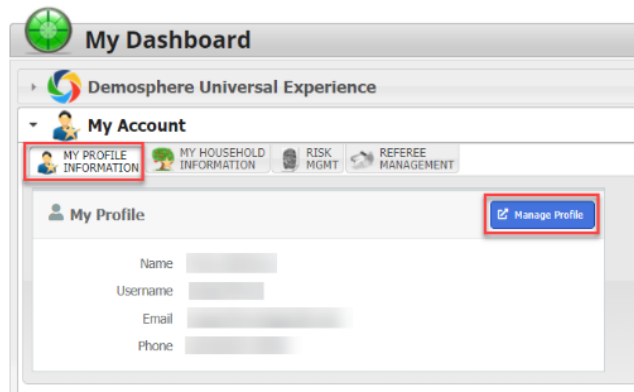 My Dashboard
Demosphere Universal Experience
My Account
MY PROFILE
INFORMATION
MY HOUSEHOLD
INFORMATION
RISK
MGMT
REFEREE
MANAGEMENT
My Profile
Manage Profile
Name
Username
Email
Phone